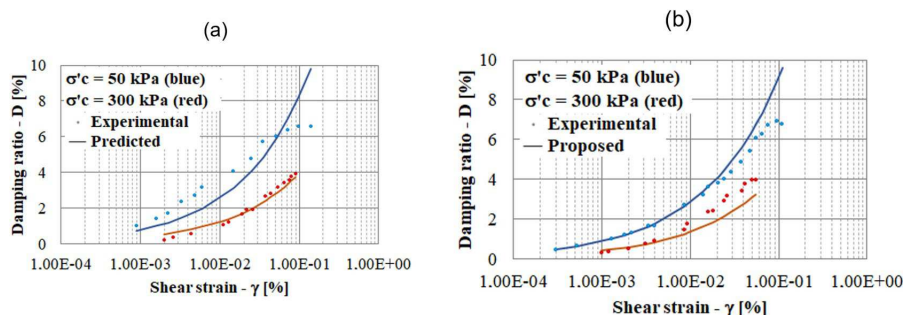 (a)
10
8
6
4
2
0
Damping ratio - D [%]
σ'c = 50 kPa (blue)
σ'c = 300 kPa (red)
Experimental
Predicted
1.00E-04 1.00E-03 1.00E-02 1.00E-01 1.00E+00
Shear strain - γ [%]
(b)
10
8
6
4
2
0
Damping ratio - D [%]
σ'c = 50 kPa (blue)
σ'c = 300 kPa (red)
Experimental
Proposed
1.00E-04 1.00E-03 1.00E-02 1.00E-01 1.00E+00
Shear strain - γ [%]